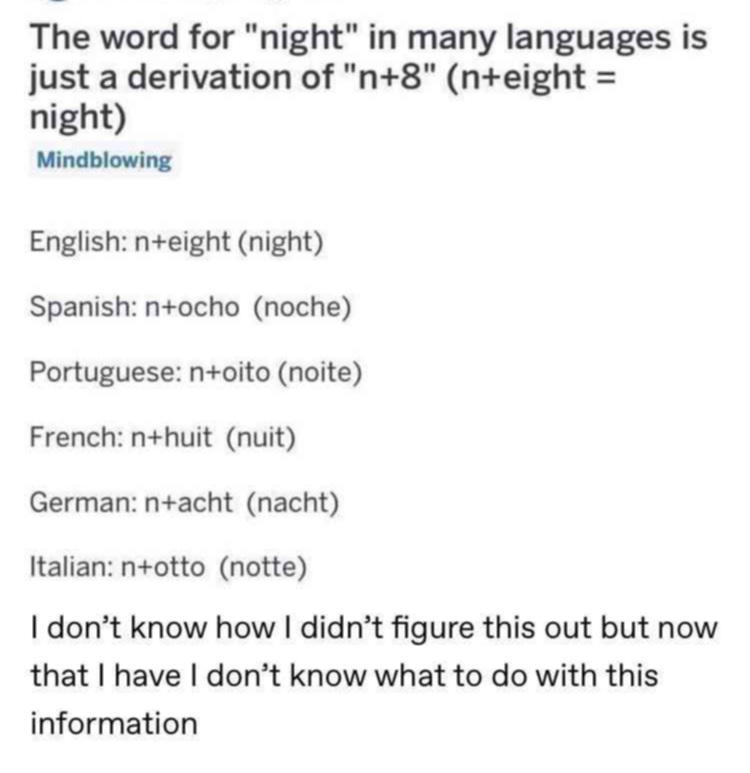 The word for "night" in many languages is
just a derivation of "n+8" (n+eight =
night)
Mindblowing
English: n+eight (night)
Spanish: n+ocho (noche)
Portuguese: n+oito (noite)
French: n+huit (nuit)
German: n+acht (nacht)
Italian: n+otto (notte)
I don’t know how I didn’t figure this out but now
that I have I don’t know what to do with this
information